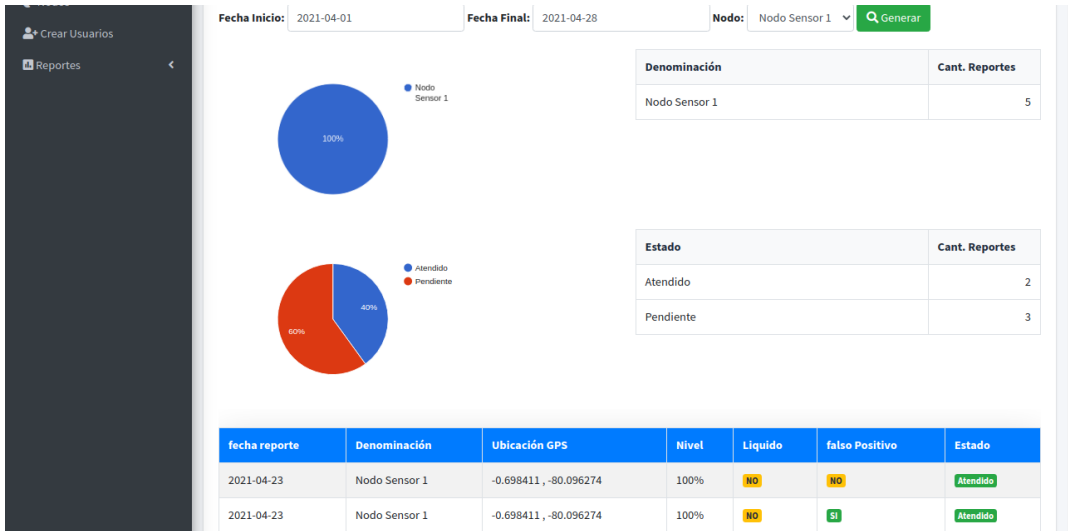 Crear Usuarios
Reportes
Fecha Inicio: 2021-04-01 Fecha Final: 2021-04-28 Nodo: Nodo Sensor 1 Generar
Nodo
Sensor 1
100%
Denominación Cant. Reportes
Nodo Sensor 1 5
Atendido
Pendiente
40%
60%
Estado Cant. Reportes
Atendido 2
Pendiente 3
fecha reporte Denominación Ubicación GPS Nivel Liquido falso Positivo Estado
2021-04-23 Nodo Sensor 1 -0.698411 , -80.096274 100% NO NO Atendido
2021-04-23 Nodo Sensor 1 -0.698411 , -80.096274 100% NO SI Atendido